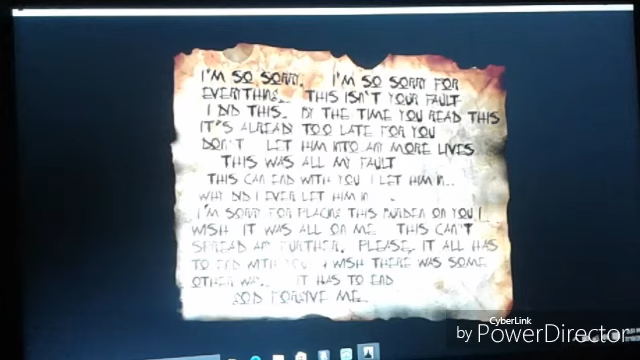 I'M SO SORRY. I'M SO SORRY FOR
EVERYTHING.. THIS ISN'T YOUR FAULT
I DID THIS. BY THE TIME YOU READ THIS
IT'S ALREADY TOO LATE FOR YOU
DON'T LET HIM INTO ANY MORE LIVES
THIS WAS ALL MY FAULT
THIS CAN END WITH YOU I LET HIM IN..
WHY DID I EVER LET HIM IN
I'M SORRY FOR PLACING THIS BURDEN ON YOU I
WISH IT WAS ALL ON ME THIS CAN'T
SPREAD ANY FURTHER. PLEASE, IT ALL HAS
TO END WITH YOU I WISH THERE WAS SOME
OTHER WAY.. IT HAS TO END
GOD FORGIVE ME..
CyberLink
by PowerDirector